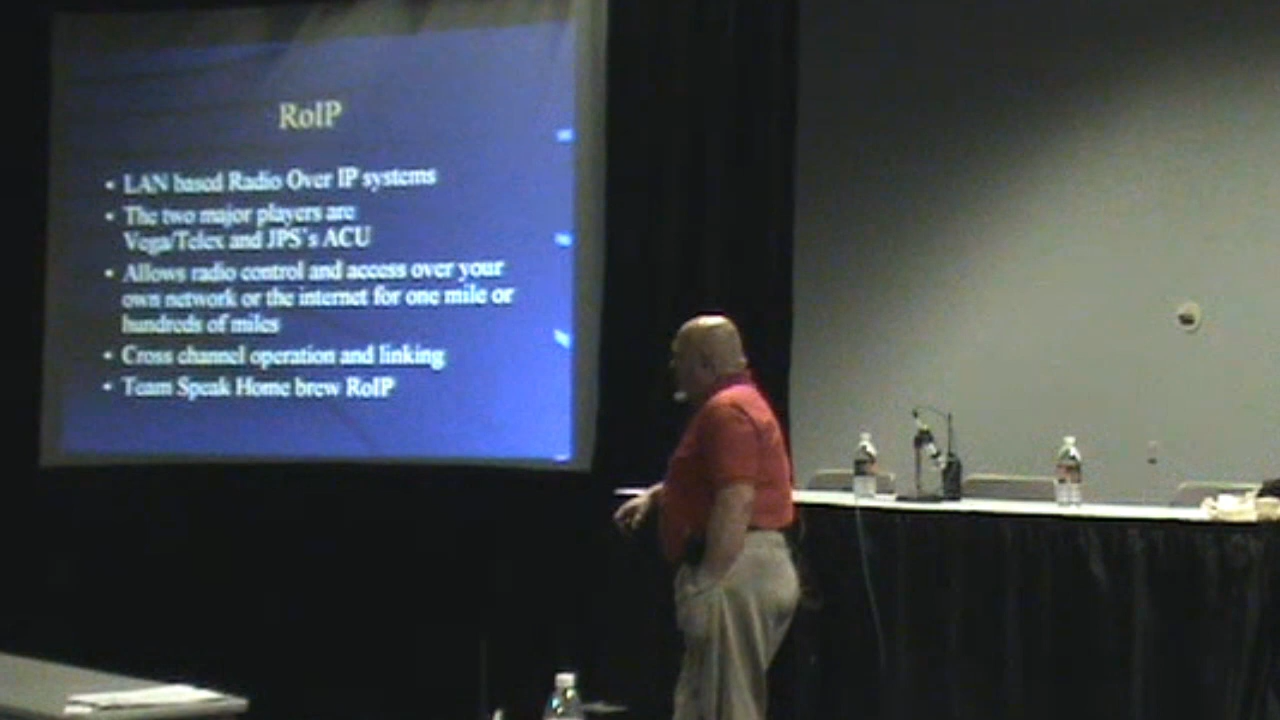 RoIP
• LAN based Radio Over IP systems
• The two major players are
Vega/Telex and JPS's ACU
• Allows radio control and access over your
own network or the internet for one mile or
hundreds of miles
• Cross channel operation and linking
• Team Speak Home brew RoIP